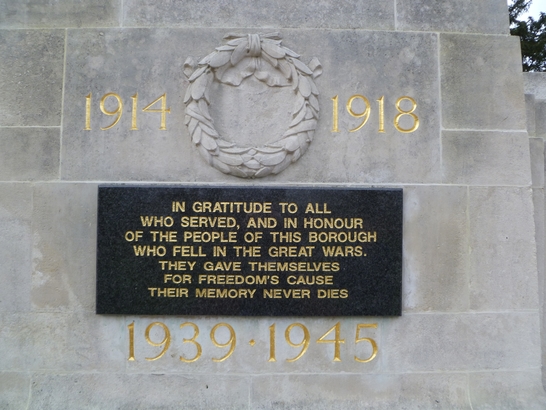 1914 1918
IN GRATITUDE TO ALL
WHO SERVED, AND IN HONOUR
OF THE PEOPLE OF THIS BOROUGH
WHO FELL IN THE GREAT WARS.
THEY GAVE THEMSELVES
FOR FREEDOM'S CAUSE
THEIR MEMORY NEVER DIES
1939·1945